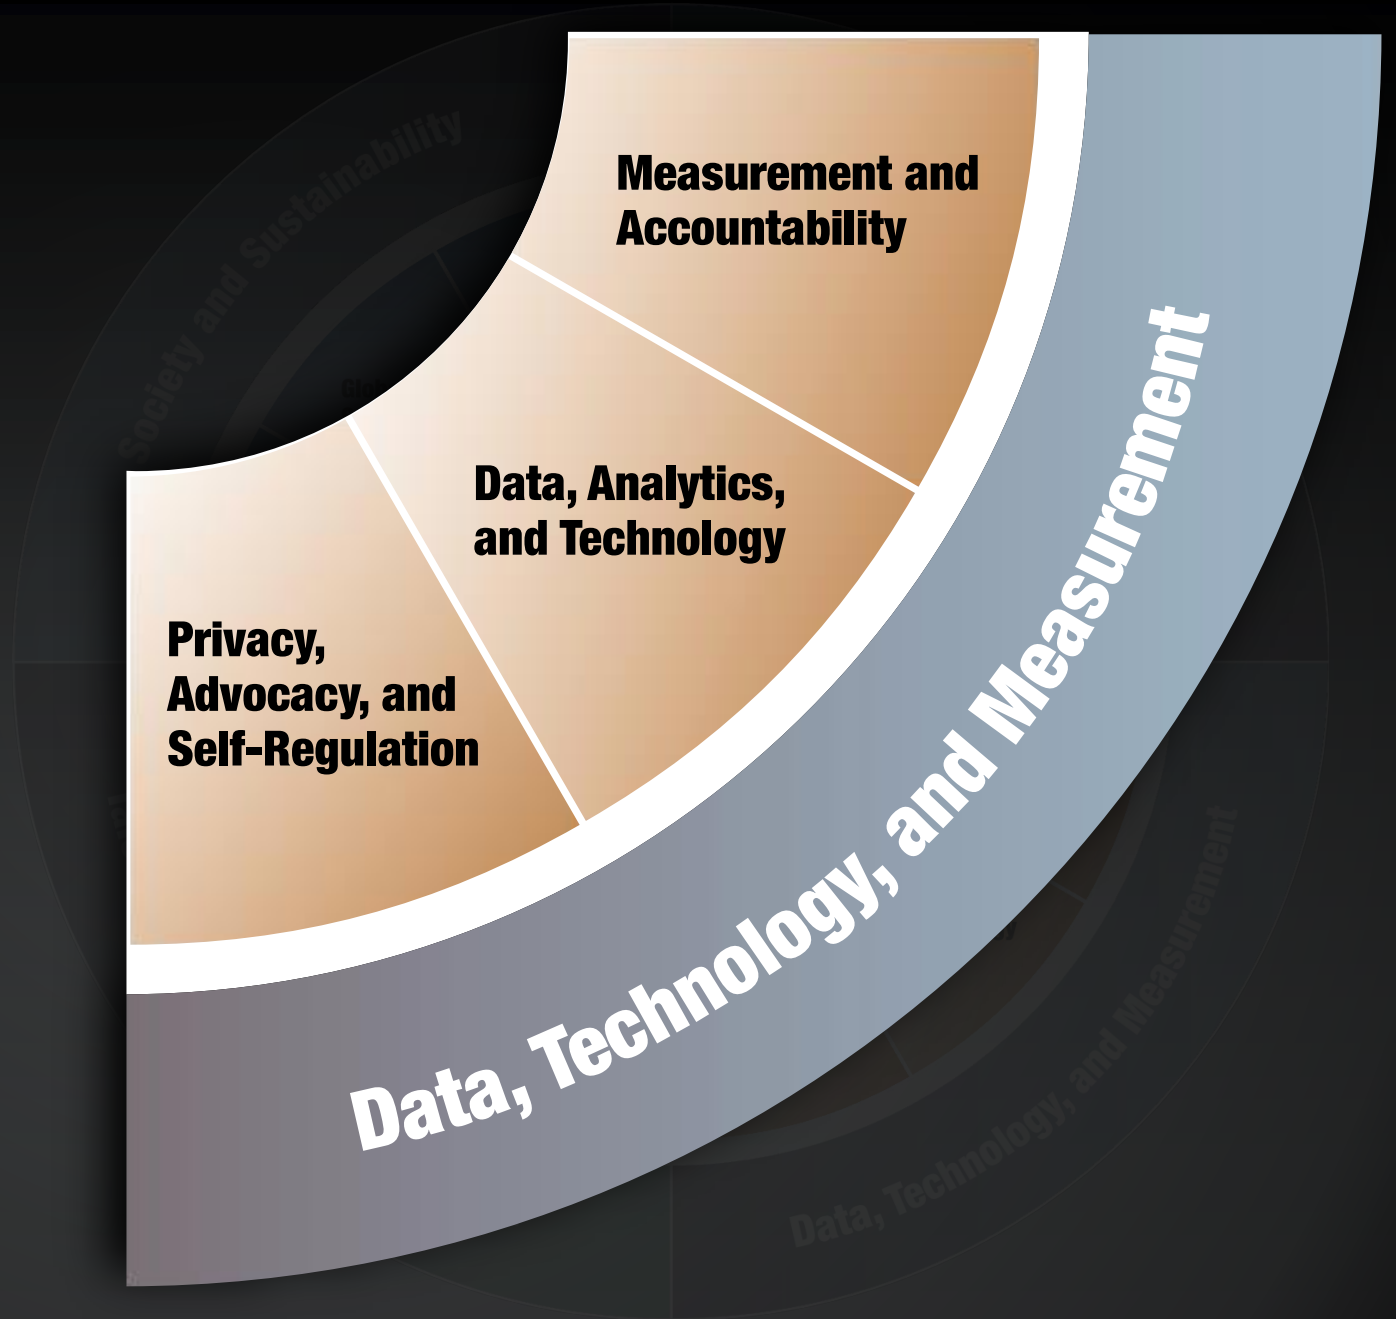 Society and Sustainability
Measurement and
Accountability
Data, Analytics,
and Technology
Privacy,
Advocacy, and
Self-Regulation
Data, Technology, and Measurement
Data, Technology, and Measurement